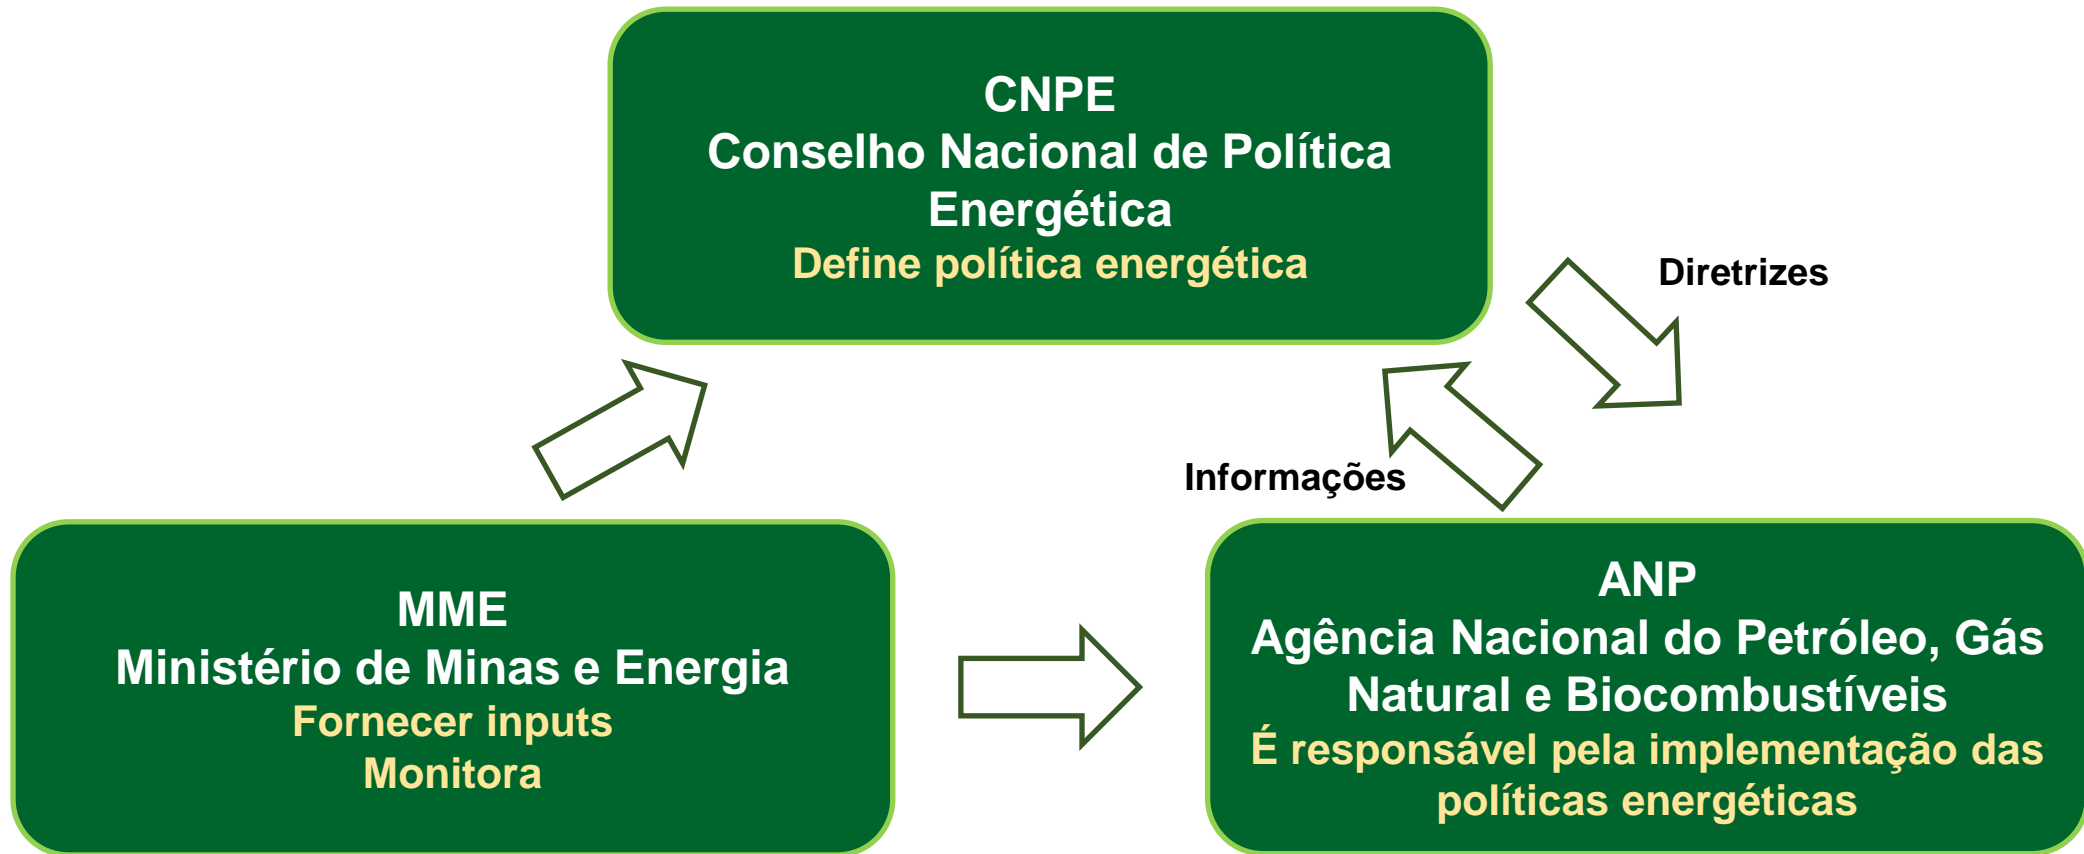 CNPE
Conselho Nacional de Política
Energética
Define política energética
Diretrizes
Informações
MME
Ministério de Minas e Energia
Fornecer inputs
Monitora
ANP
Agência Nacional do Petróleo, Gás
Natural e Biocombustíveis
É responsável pela implementação das
políticas energéticas